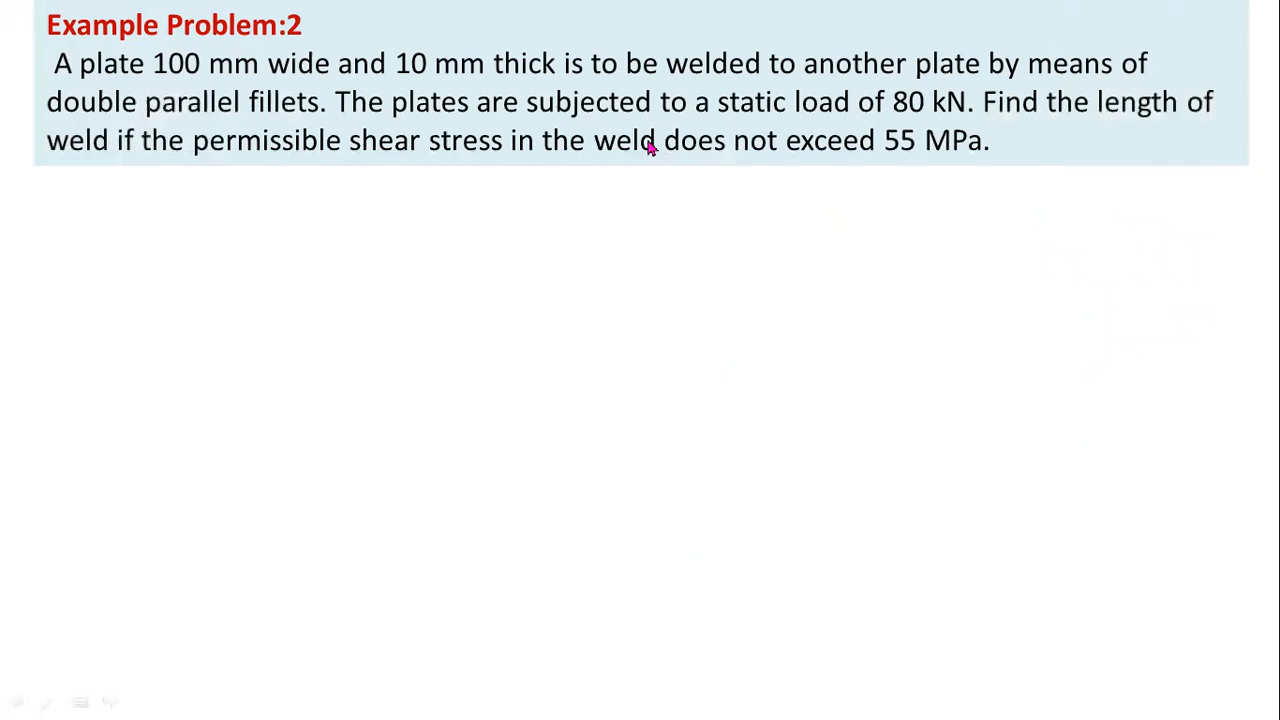 Example Problem:2
A plate 100 mm wide and 10 mm thick is to be welded to another plate by means of
double parallel fillets. The plates are subjected to a static load of 80 kN. Find the length of
weld if the permissible shear stress in the weld does not exceed 55 MPa.